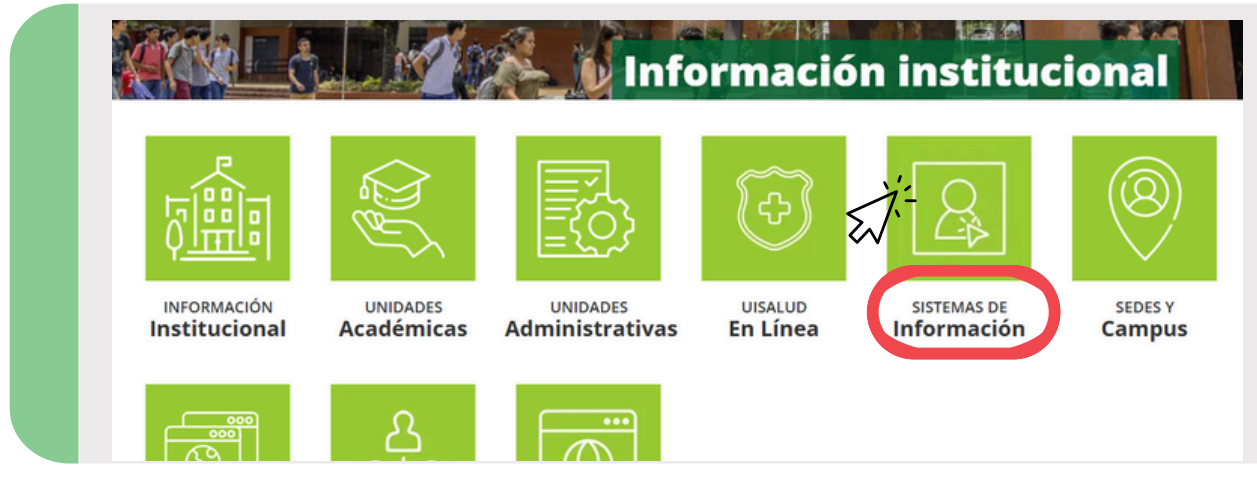 Información institucional
INFORMACIÓN
Institucional
UNIDADES
Académicas
UNIDADES
Administrativas
UISALUD
En Línea
SISTEMAS DE
Información
SEDES Y
Campus